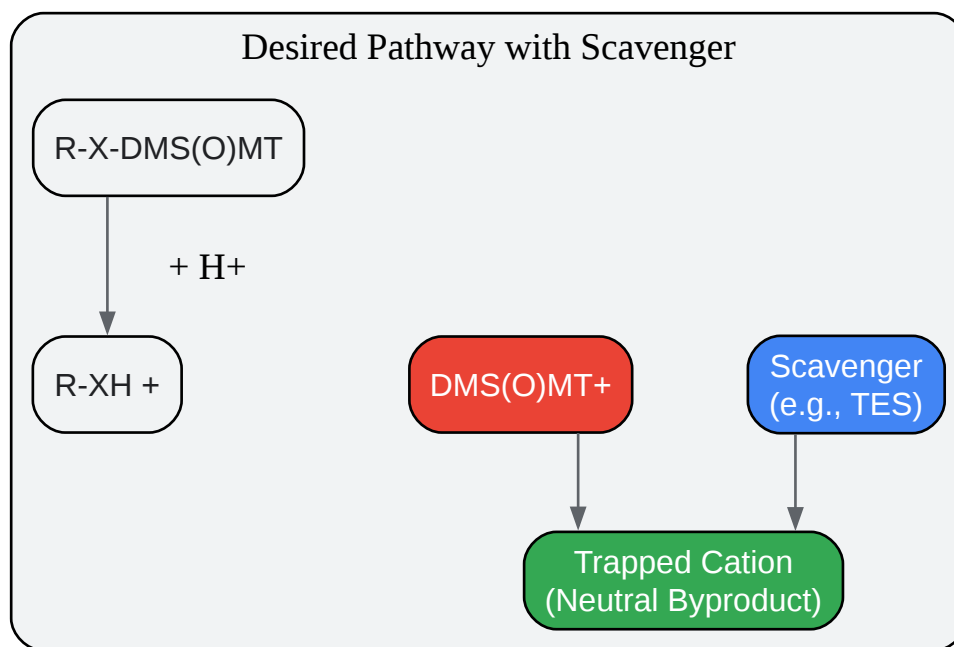 Desired Pathway with Scavenger
R-X-DMS(O)MT
+ H+
R-XH +
DMS(O)MT+
Scavenger
(e.g., TES)
Trapped Cation
(Neutral Byproduct)